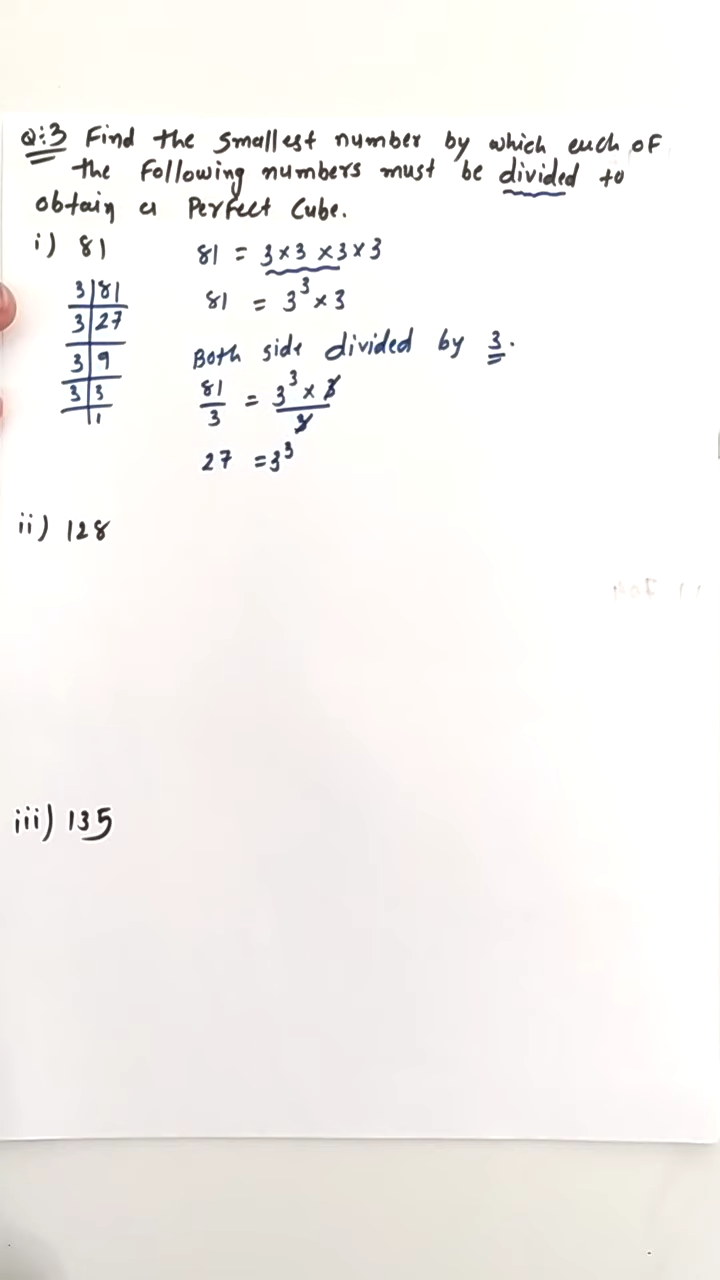 Q:3 Find the smallest number by which each of
the following numbers must be divided to
obtain a Perfect Cube.
i) 81
81 = 3×3×3×3
3|81
3|27
3|9
3|3
|1
81 = 3³×3
Both side divided by 3.
81/3 = 3³×3/3
27 = 3³
ii) 128
iii) 135